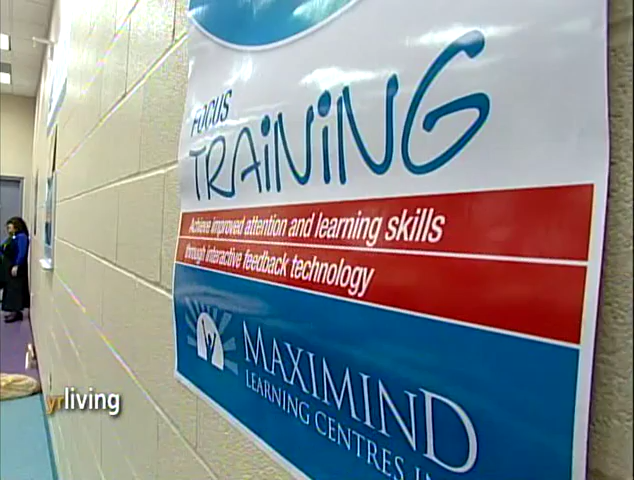 FOCUS
TRAiNiNG
Achieve improved attention and learning skills
through interactive feedback technology
MAXIMIND
LEARNING CENTRES
yrliving